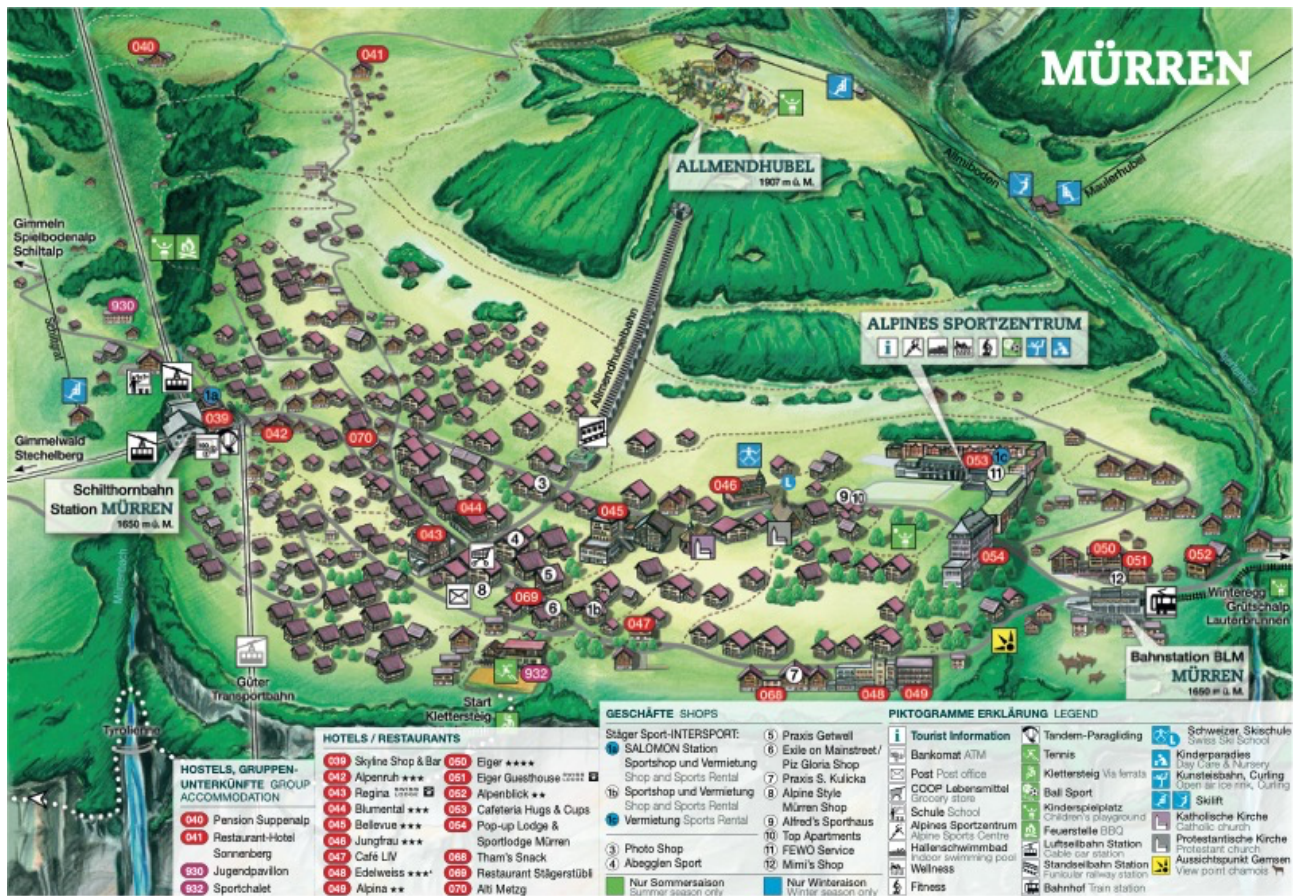 MÜRREN
040
041
ALLMENDHUBEL
1907 m ü. M.
Allmiboden
Maulerhubel
Gimmeln
Spielbodenalp
Schiltalp
930
Schiltgrat
Allmendhubelbahn
ALPINES SPORTZENTRUM
Gimmelwald
Stechelberg
Schilthornbahn
Station MÜRREN
1650 m ü. M.
1a
039
042
070
3
044
043
4
5
8
069
6
1b
045
046
L
9
10
053
1c
11
054
050
051
12
052
047
932
7
068
048
049
Winteregg
Grütschalp
Lauterbrunnen
Bahnstation BLM
MÜRREN
1650 m ü. M.
Güter
Transportbahn
Tyrolienne
Start
Klettersteig
HOSTELS, GRUPPEN-
UNTERKÜNFTE GROUP
ACCOMMODATION
040 Pension Suppenalp
041 Restaurant-Hotel
Sonnenberg
930 Jugendpavillon
932 Sportchalet
HOTELS / RESTAURANTS
039 Skyline Shop & Bar
042 Alpenruh ★★★
043 Regina SWISS LODGE
044 Blumental ★★★
045 Bellevue ★★★
046 Jungfrau ★★★
047 Café LIV
048 Edelweiss ★★★+
049 Alpina ★★
050 Eiger ★★★★
051 Eiger Guesthouse SWISS LODGE
052 Alpenblick ★★
053 Cafeteria Hugs & Cups
054 Pop-up Lodge &
Sportlodge Mürren
068 Tham's Snack
069 Restaurant Stägerstübli
070 Alti Metzg
GESCHÄFTE SHOPS
Stäger Sport-INTERSPORT:
1a SALOMON Station
Sportshop und Vermietung
Shop and Sports Rental
1b Sportshop und Vermietung
Shop and Sports Rental
1c Vermietung Sports Rental
3 Photo Shop
4 Abegglen Sport
5 Praxis Getwell
6 Exile on Mainstreet/
Piz Gloria Shop
7 Praxis S. Kulicka
8 Alpine Style
Mürren Shop
9 Alfred's Sporthaus
10 Top Apartments
11 FEWO Service
12 Mimi's Shop
Nur Sommersaison
Summer season only
Nur Winteraison
Winter season only
PIKTOGRAMME ERKLÄRUNG LEGEND
i Tourist Information
Bankomat ATM
Post Post office
COOP Lebensmittel
Grocery store
Schule School
Alpines Sportzentrum
Alpine Sports Centre
Hallenschwimmbad
Indoor swimming pool
Wellness
Fitness
Tandem-Paragliding
Tennis
Klettersteig Via ferrata
Ball Sport
Kinderspielplatz
Children's playground
Feuerstelle BBQ
Luftseilbahn Station
Cable car station
Standseilbahn Station
Funicular railway station
Bahnhof Train station
Schweizer. Skischule
Swiss Ski School
Kinderparadies
Day Care & Nursery
Kunsteisbahn, Curling
Open air ice rink, Curling
Skilift
Katholische Kirche
Catholic church
Protestantische Kirche
Protestant church
Aussichtspunkt Gemsen
View point chamois